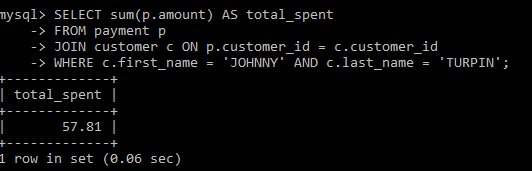 mysql> SELECT sum(p.amount) AS total_spent
    -> FROM payment p
    -> JOIN customer c ON p.customer_id = c.customer_id
    -> WHERE c.first_name = 'JOHNNY' AND c.last_name = 'TURPIN';
+-------------+
| total_spent |
+-------------+
|       57.81 |
+-------------+
1 row in set (0.06 sec)